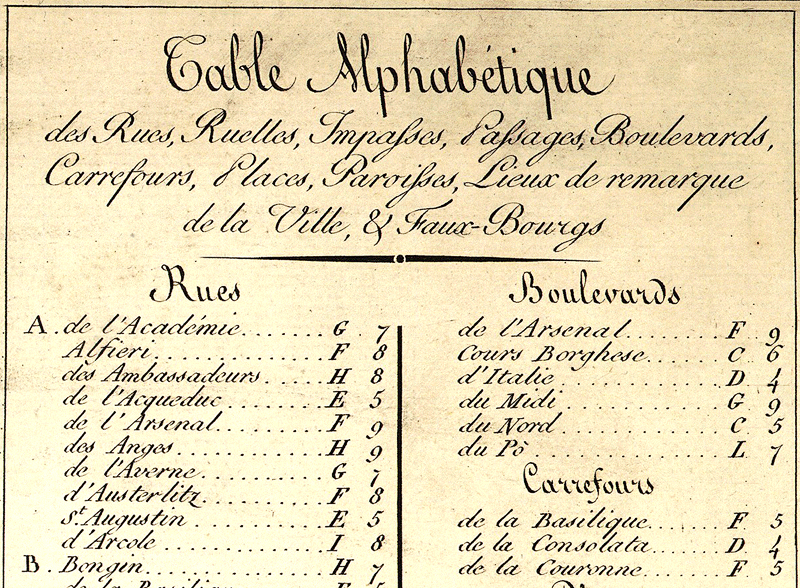 Table Alphabétique
des Rues, Ruelles, Impasses, Passages, Boulevards,
Carrefours, Places, Paroisses, Lieux de remarque
de la Ville, & Faux-Bourgs
Rues
A. de l'Académie........ G 7
Alfieri................ F 8
des Ambassadeurs..... H 8
de l'Acqueduc......... E 5
de l'Arsenal.......... F 9
des Anges............. H 9
de l'Averne........... G 7
d'Austerlitz.......... F 8
St. Augustin.......... E 5
d'Arcole.............. I 8
B. Bongin............. H 7
Boulevards
de l'Arsenal.......... F 9
Cours Borghese........ C 6
d'Italie.............. D 4
du Midi............... G 9
du Nord............... C 5
du Pò................. L 7
Carrefours
de la Basilique....... F 5
de la Consolata....... D 4
de la Couronne........ F 5